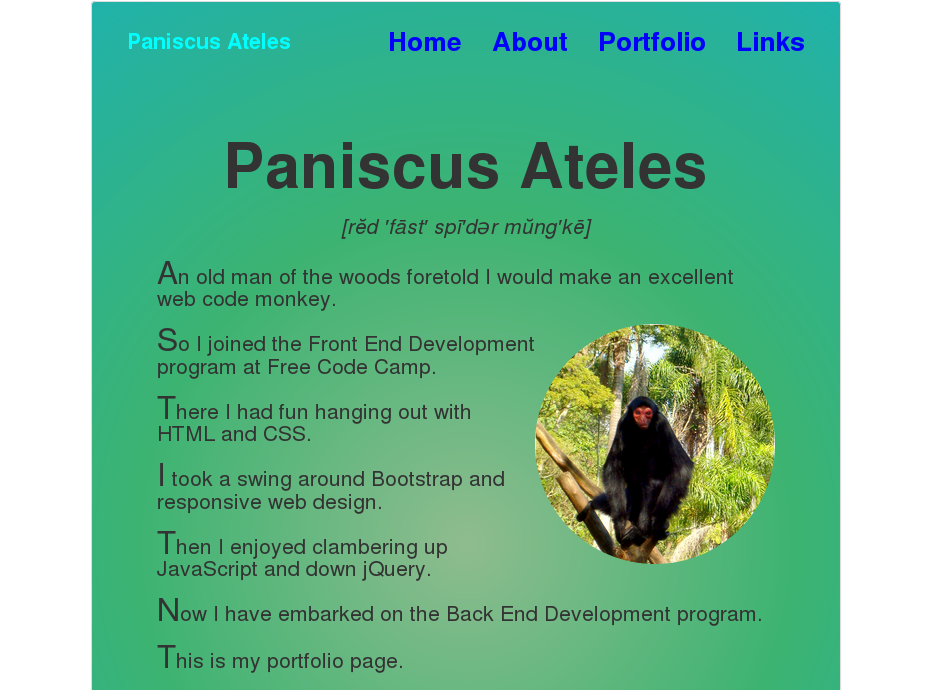 Paniscus Ateles
Home About Portfolio Links
Paniscus Ateles
[rĕd 'fāst' spī'dər mŭng'kē]
An old man of the woods foretold I would make an excellent
web code monkey.
So I joined the Front End Development
program at Free Code Camp.
There I had fun hanging out with
HTML and CSS.
I took a swing around Bootstrap and
responsive web design.
Then I enjoyed clambering up
JavaScript and down jQuery.
Now I have embarked on the Back End Development program.
This is my portfolio page.